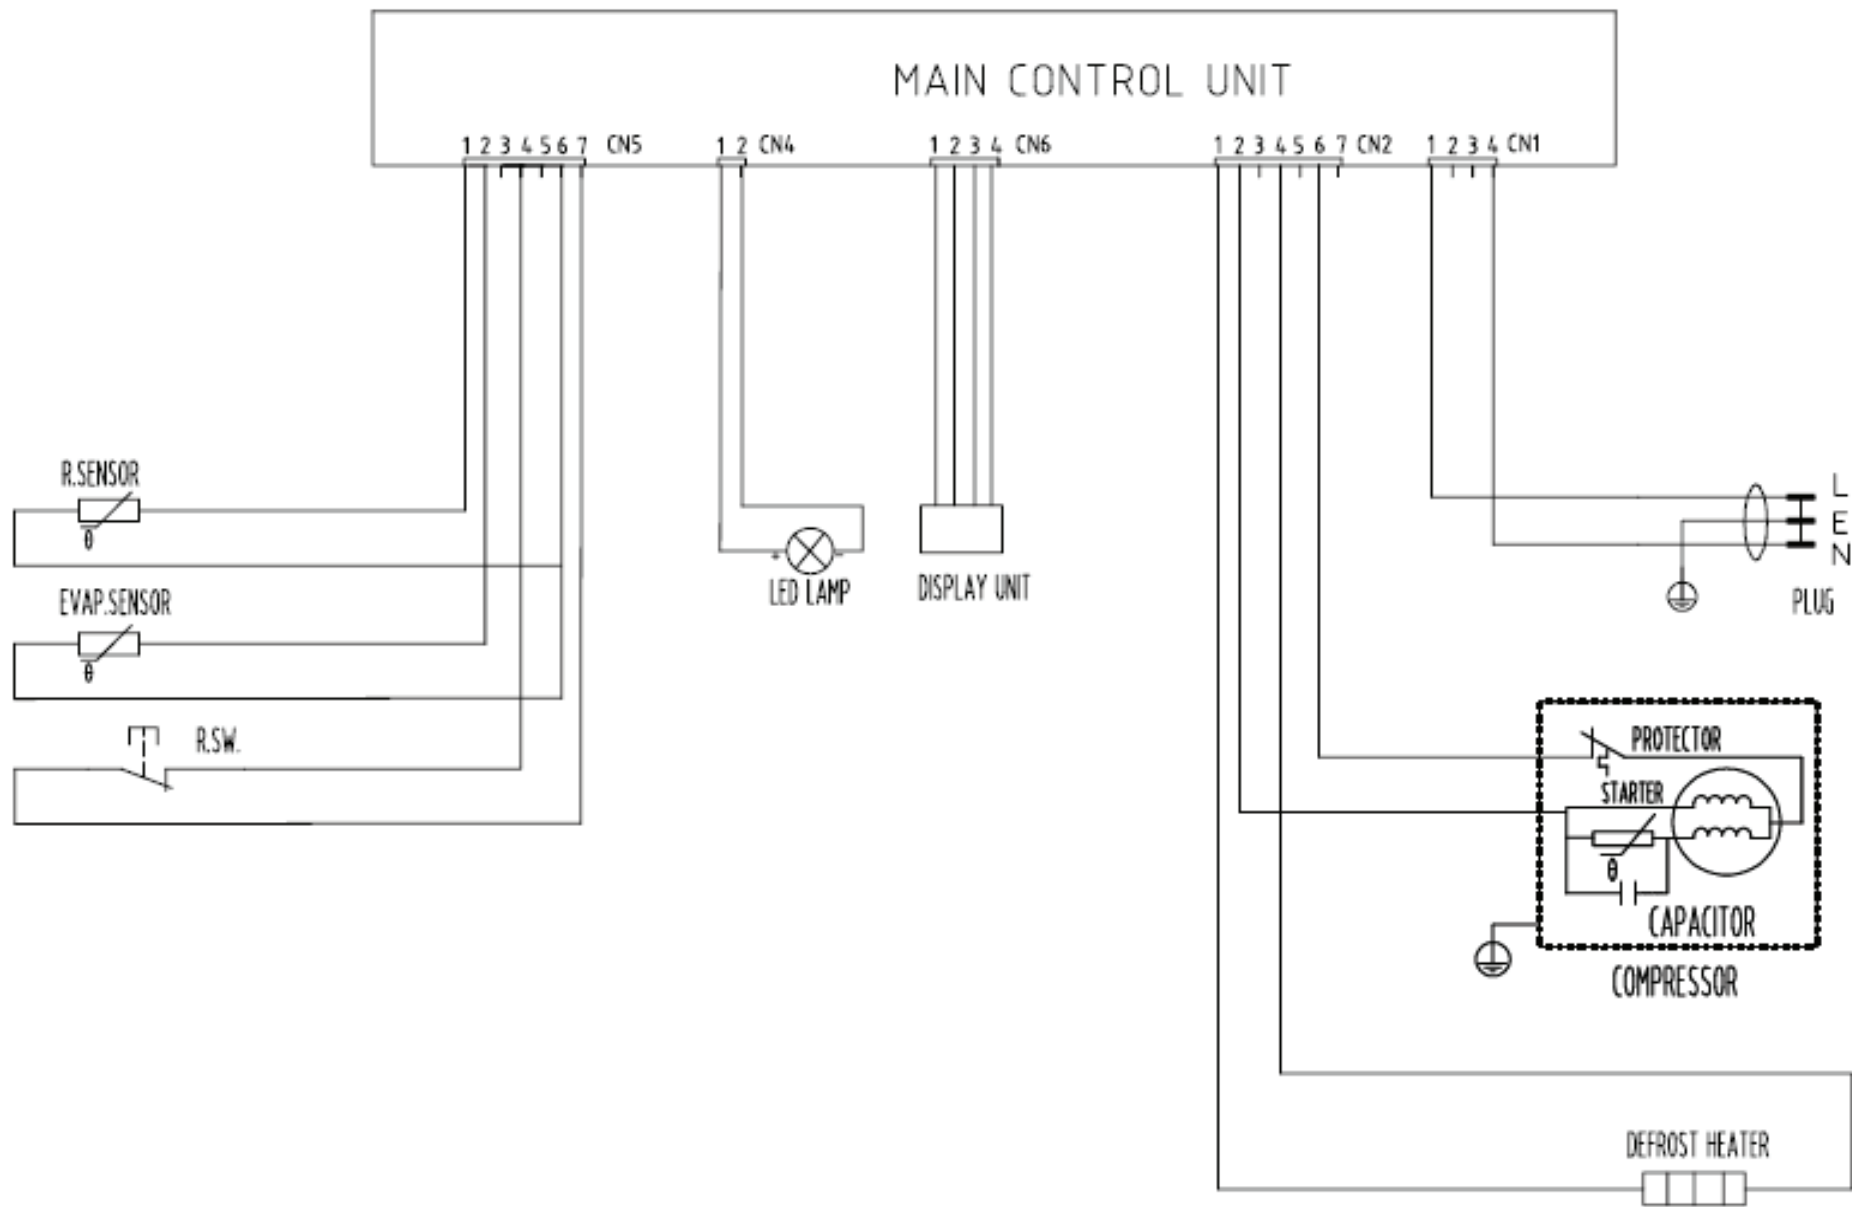 MAIN CONTROL UNIT
1 2 3 4 5 6 7 CN5
1 2 CN4
1 2 3 4 CN6
1 2 3 4 5 6 7 CN2
1 2 3 4 CN1
R.SENSOR
θ
EVAP.SENSOR
θ
R.SW.
+ -
LED LAMP
DISPLAY UNIT
L
E
N
PLUG
PROTECTOR
STARTER
θ
CAPACITOR
COMPRESSOR
DEFROST HEATER